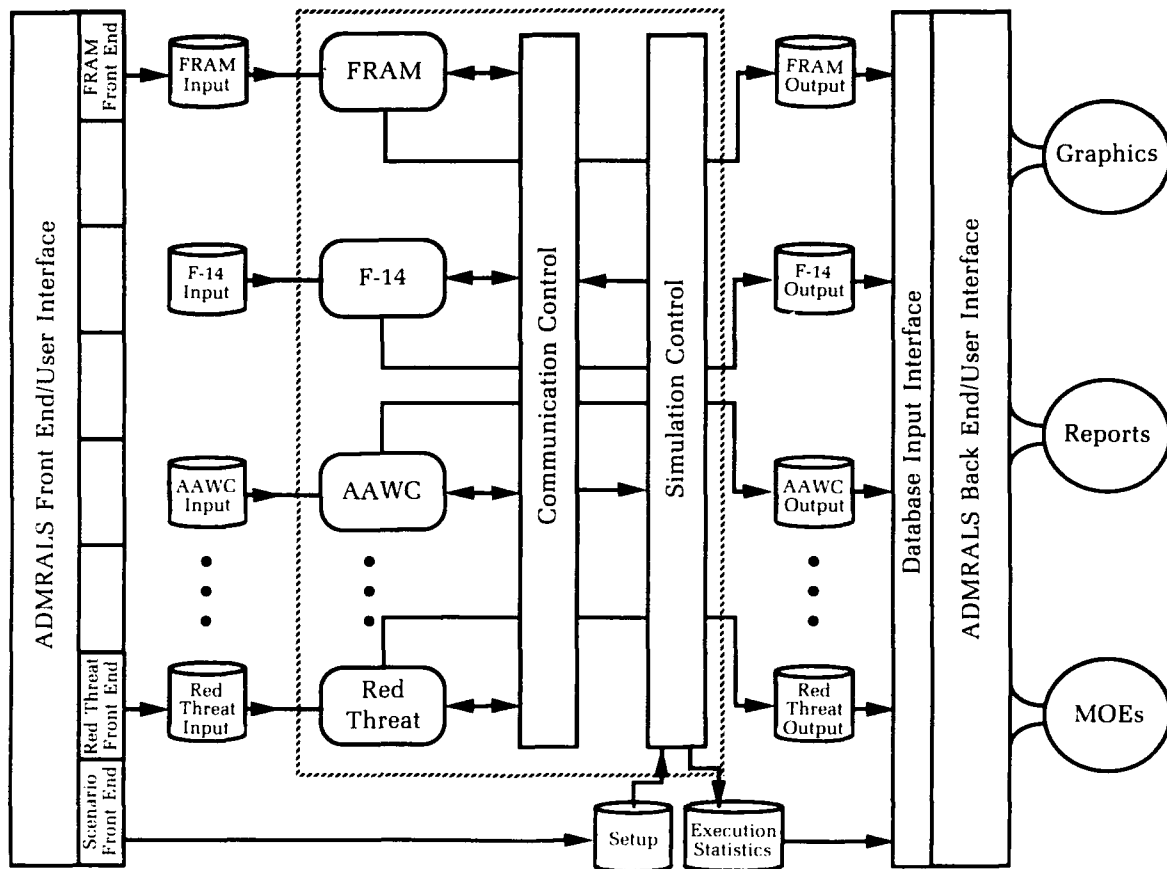 ADMRALS Front End/User Interface
FRAM
Front End
Red Threat
Front End
Scenario
Front End
FRAM
Input
F-14
Input
AAWC
Input
Red
Threat
Input
FRAM
F-14
AAWC
Red
Threat
Communication Control
Simulation Control
Setup
Execution
Statistics
FRAM
Output
F-14
Output
AAWC
Output
Red
Threat
Output
Database Input Interface
ADMRALS Back End/User Interface
Graphics
Reports
MOEs